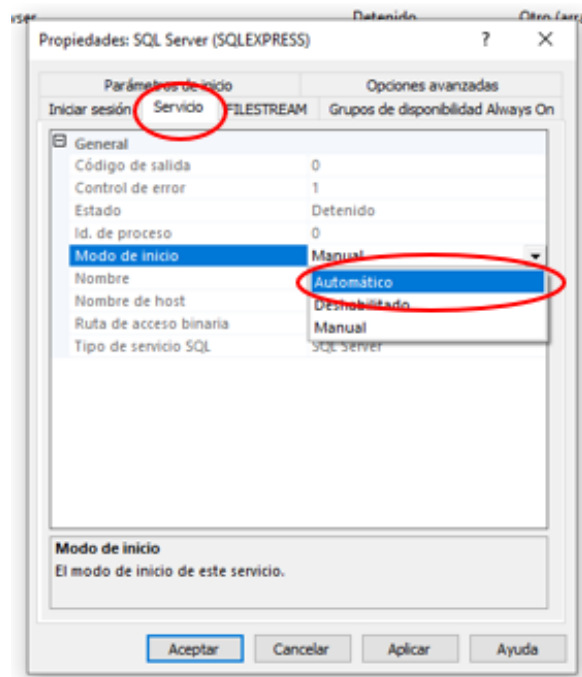 Detenido
Propiedades: SQL Server (SQLEXPRESS) ? ×
Parámetros de inicio Opciones avanzadas
Iniciar sesión Servicio FILESTREAM Grupos de disponibilidad Always On
General
Código de salida 0
Control de error 1
Estado Detenido
Id. de proceso 0
Modo de inicio Manual
Nombre Automático
Nombre de host Deshabilitado
Ruta de acceso binaria Manual
Tipo de servicio SQL SQL Server
Modo de inicio
El modo de inicio de este servicio.
Aceptar Cancelar Aplicar Ayuda